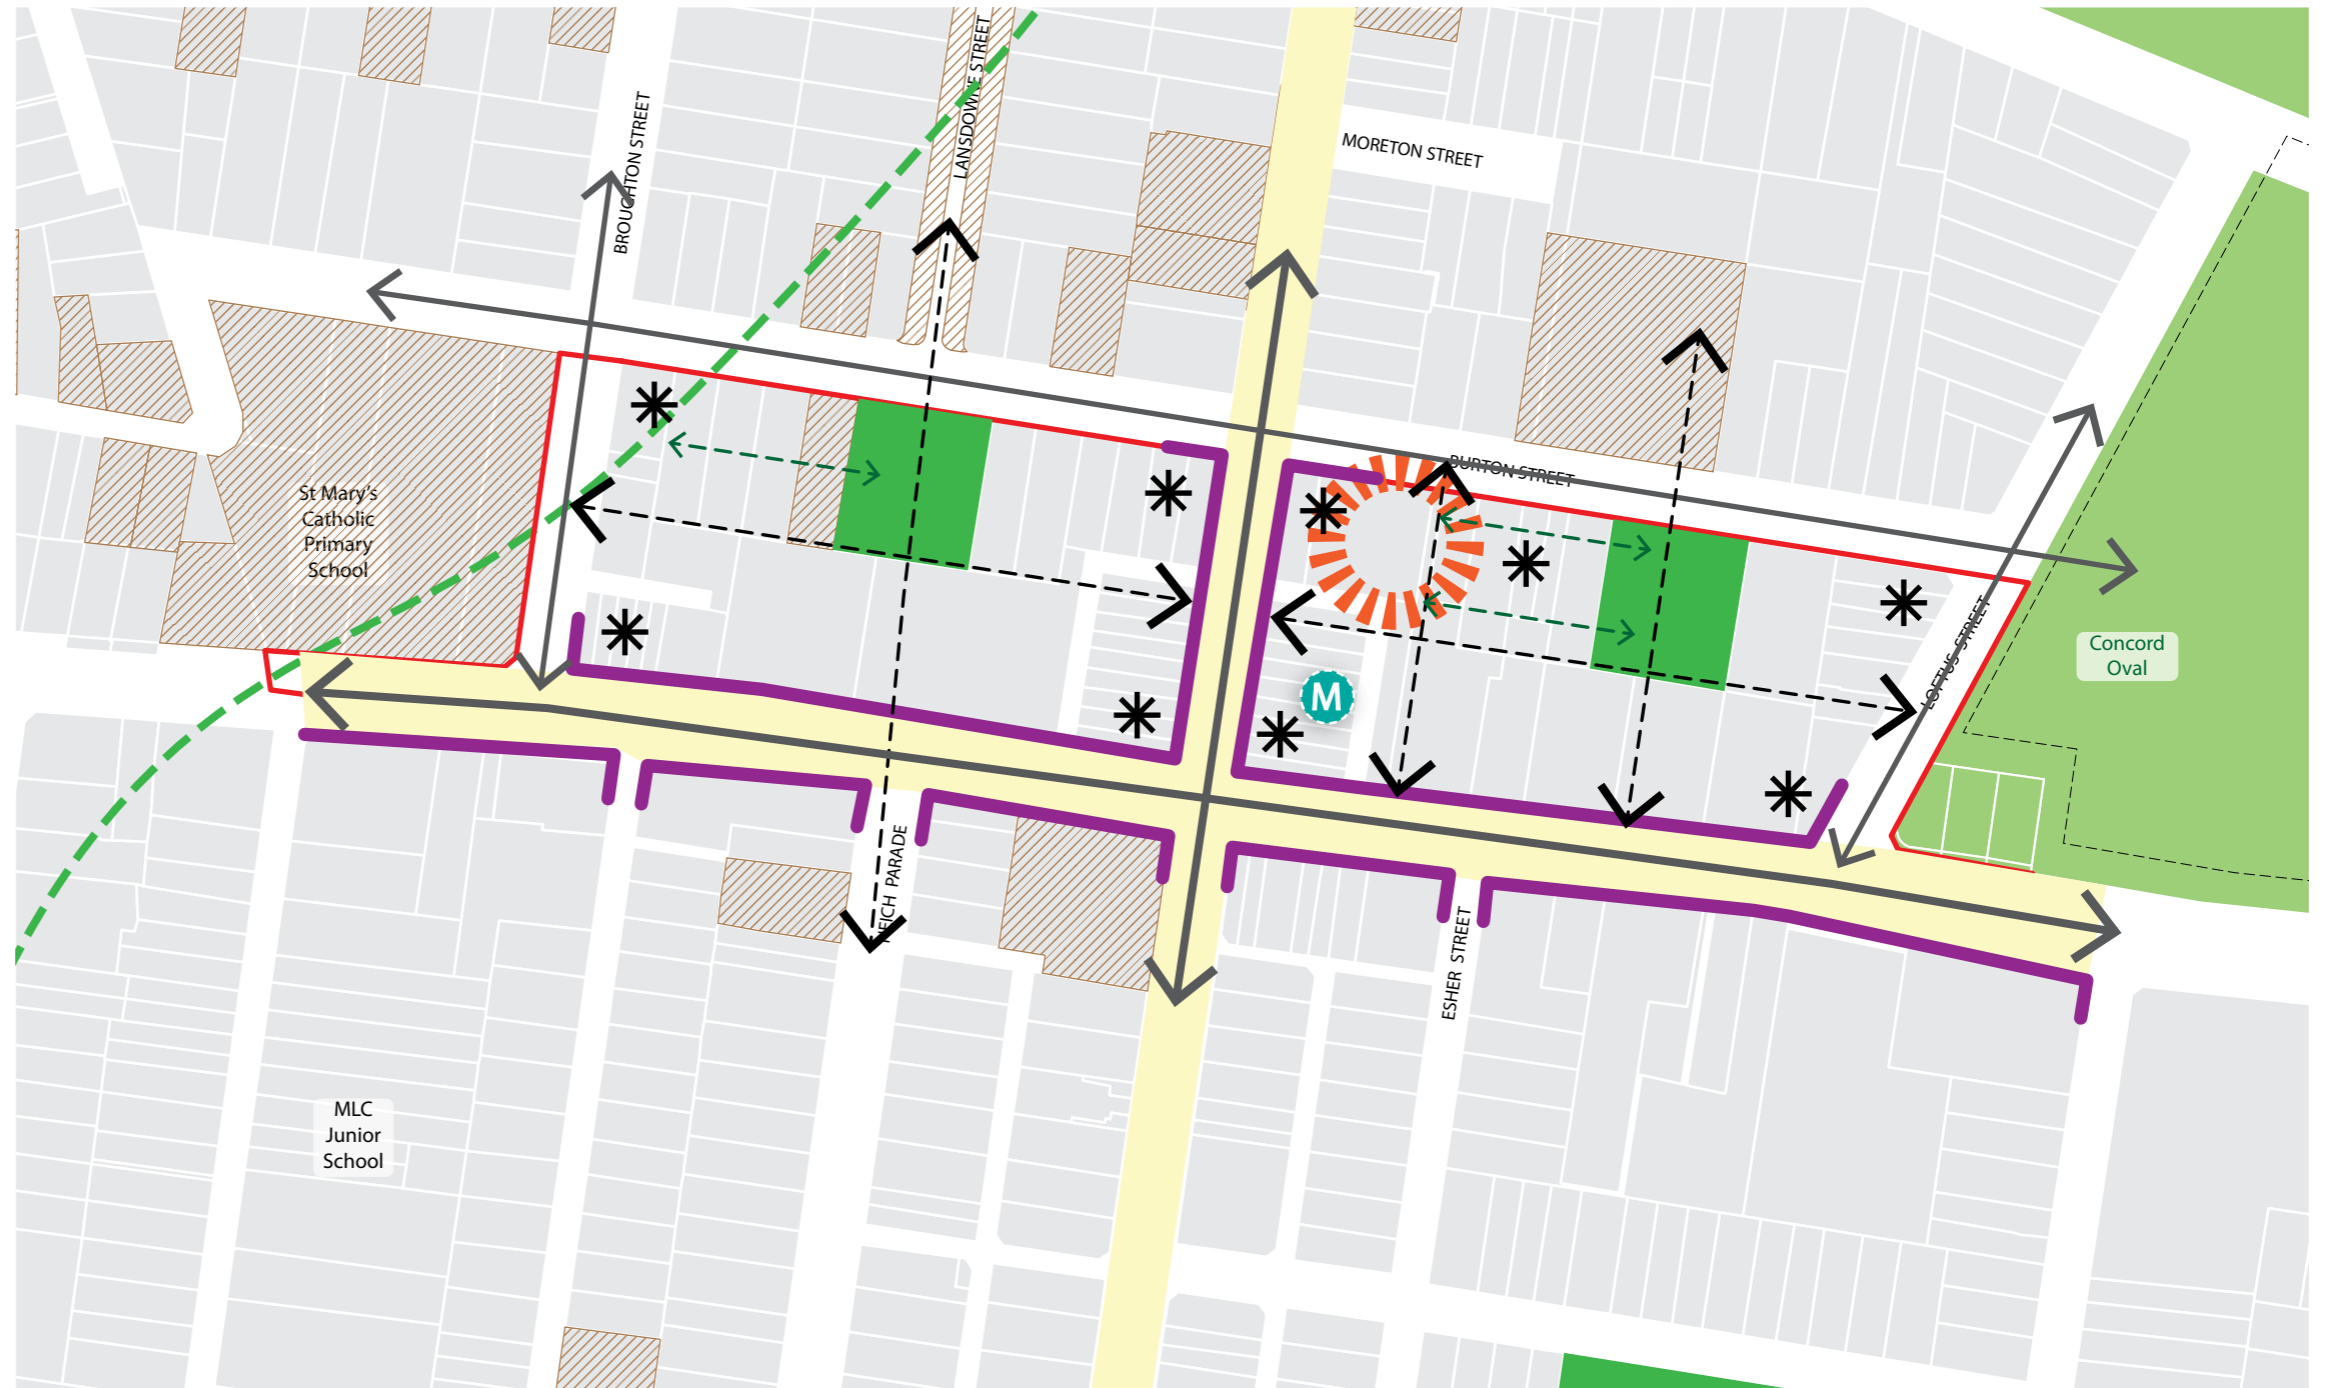 LANSDOWNE STREET
BROUGHTON STREET
MORETON STREET
BURTON STREET
St Mary's
Catholic
Primary
School
LOFTUS STREET
Concord
Oval
M
NEICH PARADE
ESHER STREET
MLC
Junior
School